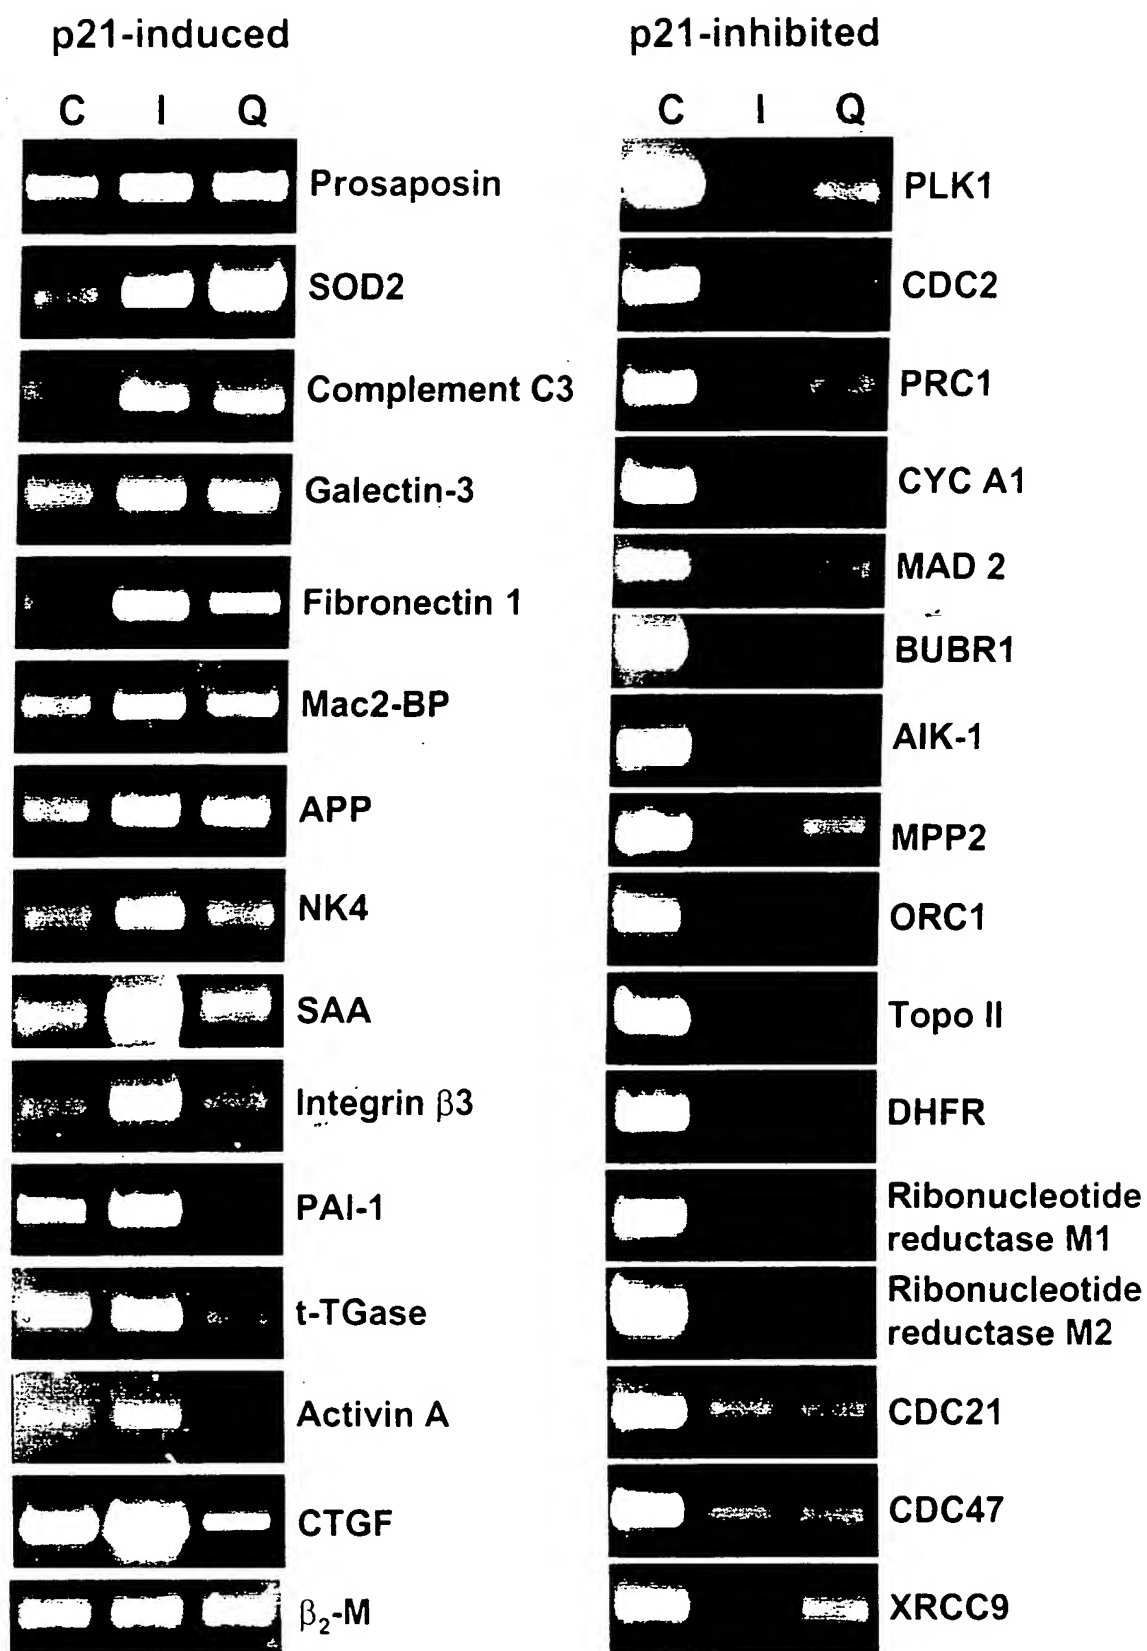 p21-induced
C I Q
Prosaposin
SOD2
Complement C3
Galectin-3
Fibronectin 1
Mac2-BP
APP
NK4
SAA
Integrin β3
PAI-1
t-TGase
Activin A
CTGF
β₂-M
p21-inhibited
C I Q
PLK1
CDC2
PRC1
CYC A1
MAD 2
BUBR1
AIK-1
MPP2
ORC1
Topo II
DHFR
Ribonucleotide
reductase M1
Ribonucleotide
reductase M2
CDC21
CDC47
XRCC9